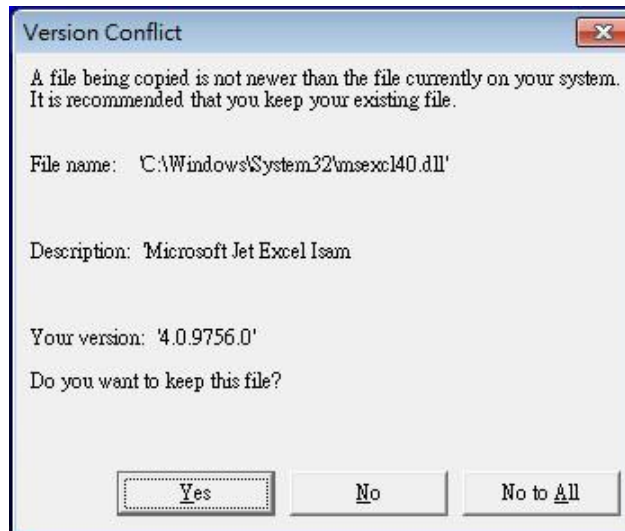 Version Conflict
A file being copied is not newer than the file currently on your system.
It is recommended that you keep your existing file.
File name: 'C:\Windows\System32\msexcl40.dll'
Description: 'Microsoft Jet Excel Isam
Your version: '4.0.9756.0'
Do you want to keep this file?
Yes
No
No to All